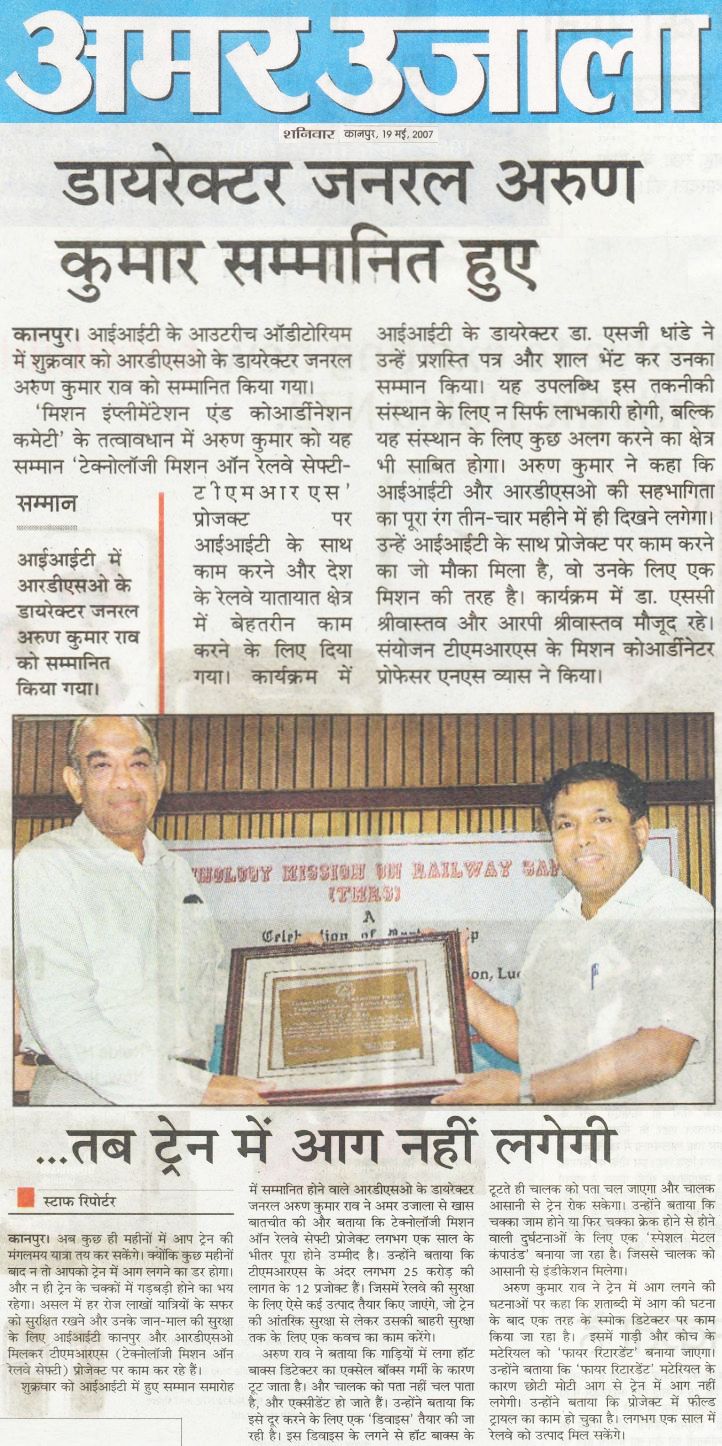 अमर उजाला
शनिवार कानपुर, 19 मई, 2007
डायरेक्टर जनरल अरुण
कुमार सम्मानित हुए
कानपुर। आईआईटी के आउटरीच ऑडीटोरियम
में शुक्रवार को आरडीएसओ के डायरेक्टर जनरल
अरुण कुमार राव को सम्मानित किया गया।
'मिशन इंप्लीमेंटेशन एंड कोआर्डीनेशन
कमेटी' के तत्वावधान में अरुण कुमार को यह
सम्मान 'टेक्नोलॉजी मिशन ऑन रेलवे सेफ्टी-
टीएमआरएस'
प्रोजक्ट पर
आईआईटी के साथ
काम करने और देश
के रेलवे यातायात क्षेत्र
में बेहतरीन काम
करने के लिए दिया
गया। कार्यक्रम में
सम्मान
आईआईटी में
आरडीएसओ के
डायरेक्टर जनरल
अरुण कुमार राव
को सम्मानित
किया गया।
आईआईटी के डायरेक्टर डा. एसजी धांडे ने
उन्हें प्रशस्ति पत्र और शाल भेंट कर उनका
सम्मान किया। यह उपलब्धि इस तकनीकी
संस्थान के लिए न सिर्फ लाभकारी होगी, बल्कि
यह संस्थान के लिए कुछ अलग करने का क्षेत्र
भी साबित होगा। अरुण कुमार ने कहा कि
आईआईटी और आरडीएसओ की सहभागिता
का पूरा रंग तीन-चार महीने में ही दिखने लगेगा।
उन्हें आईआईटी के साथ प्रोजेक्ट पर काम करने
का जो मौका मिला है, वो उनके लिए एक
मिशन की तरह है। कार्यक्रम में डा. एससी
श्रीवास्तव और आरपी श्रीवास्तव मौजूद रहे।
संयोजन टीएमआरएस के मिशन कोआर्डीनेटर
प्रोफेसर एनएस व्यास ने किया।
NOLOGY MISSION ON RAILWAY SA
(TMRS)
A
Celebration of Partnership
on, Luc
...तब ट्रेन में आग नहीं लगेगी
स्टाफ रिपोर्टर
कानपुर। अब कुछ ही महीनों में आप ट्रेन की
मंगलमय यात्रा तय कर सकेंगे। क्योंकि कुछ महीनों
बाद न तो आपको ट्रेन में आग लगने का डर होगा।
और न ही ट्रेन के चक्कों में गड़बड़ी होने का भय
रहेगा। असल में हर रोज लाखों यात्रियों के सफर
को सुरक्षित रखने और उनके जान-माल की सुरक्षा
के लिए आईआईटी कानपुर और आरडीएसओ
मिलकर टीएमआरएस (टेक्नोलॉजी मिशन ऑन
रेलवे सेफ्टी) प्रोजेक्ट पर काम कर रहे हैं।
शुक्रवार को आईआईटी में हुए सम्मान समारोह
में सम्मानित होने वाले आरडीएसओ के डायरेक्टर
जनरल अरुण कुमार राव ने अमर उजाला से खास
बातचीत की और बताया कि टेक्नोलॉजी मिशन
ऑन रेलवे सेफ्टी प्रोजेक्ट लगभग एक साल के
भीतर पूरा होने उम्मीद है। उन्होंने बताया कि
टीएमआरएस के अंदर लगभग 25 करोड़ की
लागत के 12 प्रजोक्ट हैं। जिसमें रेलवे की सुरक्षा
के लिए ऐसे कई उत्पाद तैयार किए जाएंगे, जो ट्रेन
की आंतरिक सुरक्षा से लेकर उसकी बाहरी सुरक्षा
तक के लिए एक कवच का काम करेंगे।
अरुण राव ने बताया कि गाड़ियों में लगा हॉट
बाक्स डिटेक्टर का एक्सेल बॉक्स गर्मी के कारण
टूट जाता है। और चालक को पता नहीं चल पाता
है, और एक्सीडेंट हो जाते हैं। उन्होंने बताया कि
इसे दूर करने के लिए एक 'डिवाइस' तैयार की जा
रही है। इस डिवाइस के लगने से हॉट बाक्स के
टूटते ही चालक को पता चल जाएगा और चालक
आसानी से ट्रेन रोक सकेगा। उन्होंने बताया कि
चक्का जाम होने या फिर चक्का क्रेक होने से होने
वाली दुर्घटनाओं के लिए एक 'स्पेशल मेटल
कंपाउंड' बनाया जा रहा है। जिससे चालक को
आसानी से इंडीकेशन मिलेगा।
अरुण कुमार राव ने ट्रेन में आग लगने की
घटनाओं पर कहा कि शताब्दी में आग की घटना
के बाद एक तरह के स्मोक डिटेक्टर पर काम
किया जा रहा है। इसमें गाड़ी और कोच के
मटेरियल को 'फायर रिटारडेंट' बनाया जाएगा।
उन्होंने बताया कि 'फायर रिटारडेंट' मटेरियल के
कारण छोटी मोटी आग से ट्रेन में आग नहीं
लगेगी। उन्होंने बताया कि प्रोजेक्ट में फील्ड
ट्रायल का काम हो चुका है। लगभग एक साल में
रेलवे को उत्पाद मिल सकेंगे।